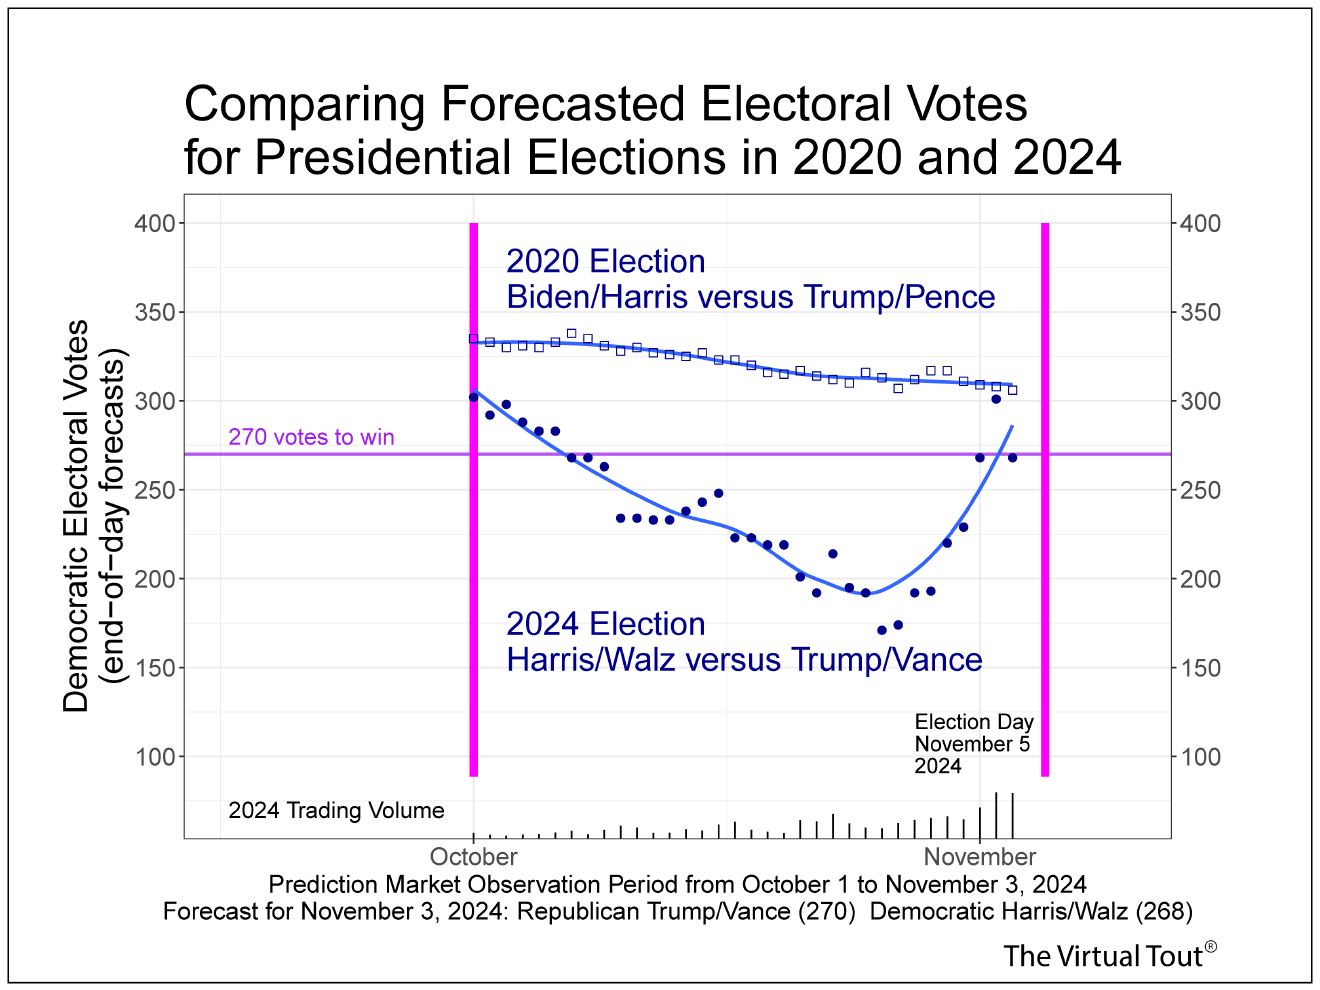 Comparing Forecasted Electoral Votes
for Presidential Elections in 2020 and 2024
Democratic Electoral Votes
(end−of−day forecasts)
400
350
300
250
200
150
100
400
350
300
250
200
150
100
2020 Election
Biden/Harris versus Trump/Pence
270 votes to win
2024 Election
Harris/Walz versus Trump/Vance
Election Day
November 5
2024
2024 Trading Volume
October
November
Prediction Market Observation Period from October 1 to November 3, 2024
Forecast for November 3, 2024: Republican Trump/Vance (270)  Democratic Harris/Walz (268)
The Virtual Tout®